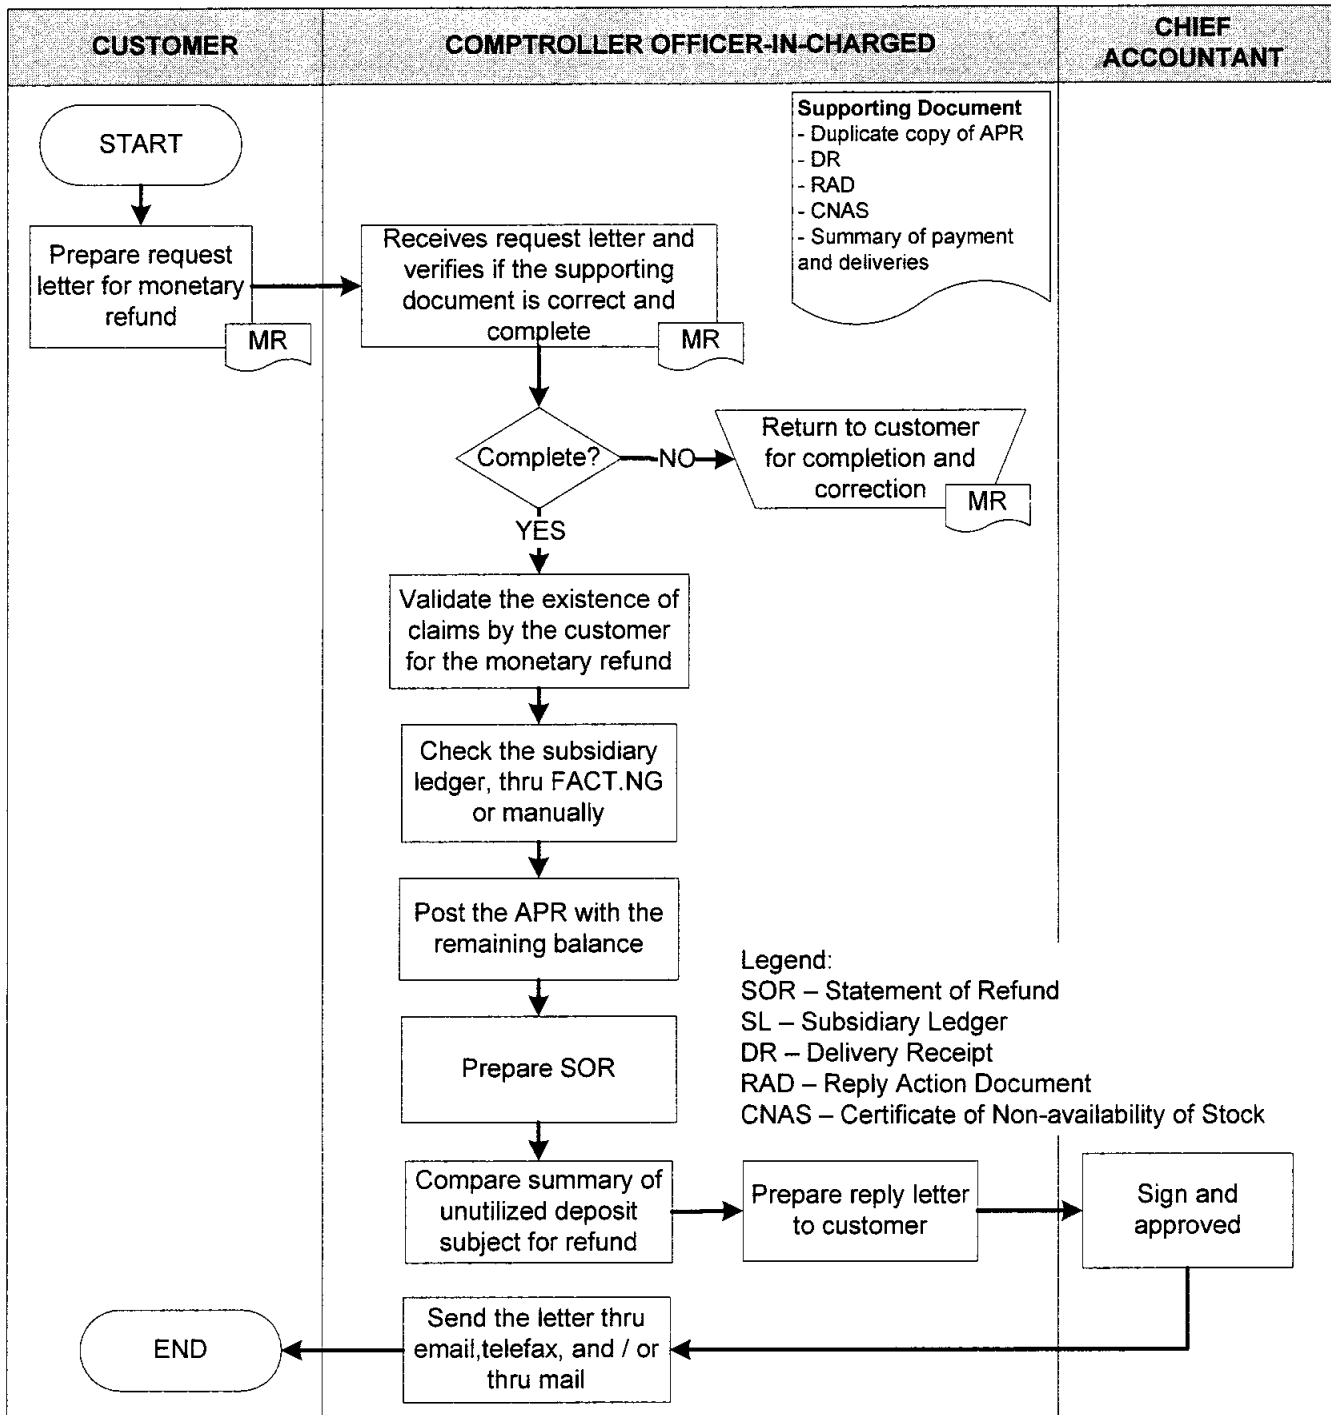 CUSTOMER
COMPTROLLER OFFICER-IN-CHARGED
CHIEF
ACCOUNTANT
START
Supporting Document
- Duplicate copy of APR
- DR
- RAD
- CNAS
- Summary of payment
and deliveries
Prepare request
letter for monetary
refund
MR
Receives request letter and
verifies if the supporting
document is correct and
complete
MR
Complete?
NO
Return to customer
for completion and
correction
MR
YES
Validate the existence of
claims by the customer
for the monetary refund
Check the subsidiary
ledger, thru FACT.NG
or manually
Post the APR with the
remaining balance
Prepare SOR
Legend:
SOR – Statement of Refund
SL – Subsidiary Ledger
DR – Delivery Receipt
RAD – Reply Action Document
CNAS – Certificate of Non-availability of Stock
Compare summary of
unutilized deposit
subject for refund
Prepare reply letter
to customer
Sign and
approved
Send the letter thru
email,telefax, and / or
thru mail
END